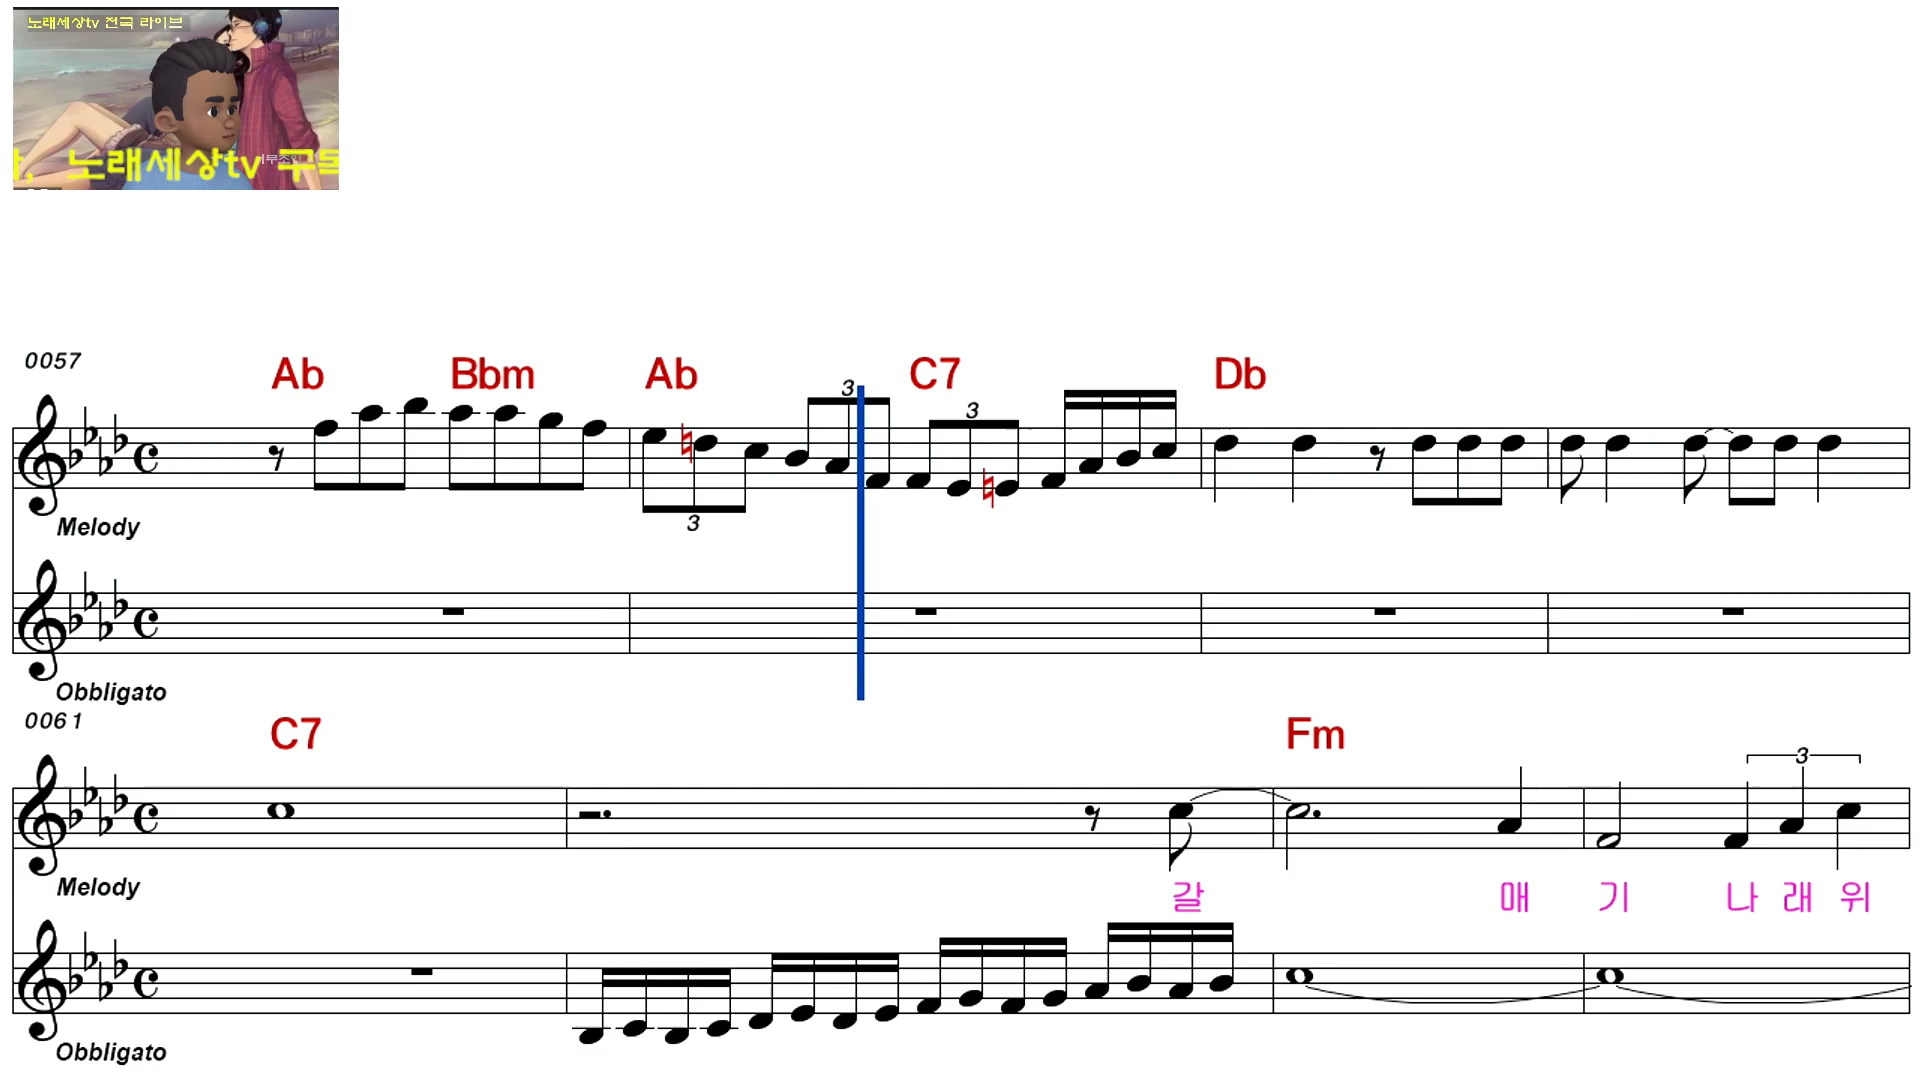 노래세상tv 전국 라이브
노래세상tv
0057
Ab Bbm Ab C7 Db
3
3
3
Melody
Obbligato
0061
C7 Fm
3
Melody
갈 매 기 나 래 위
Obbligato